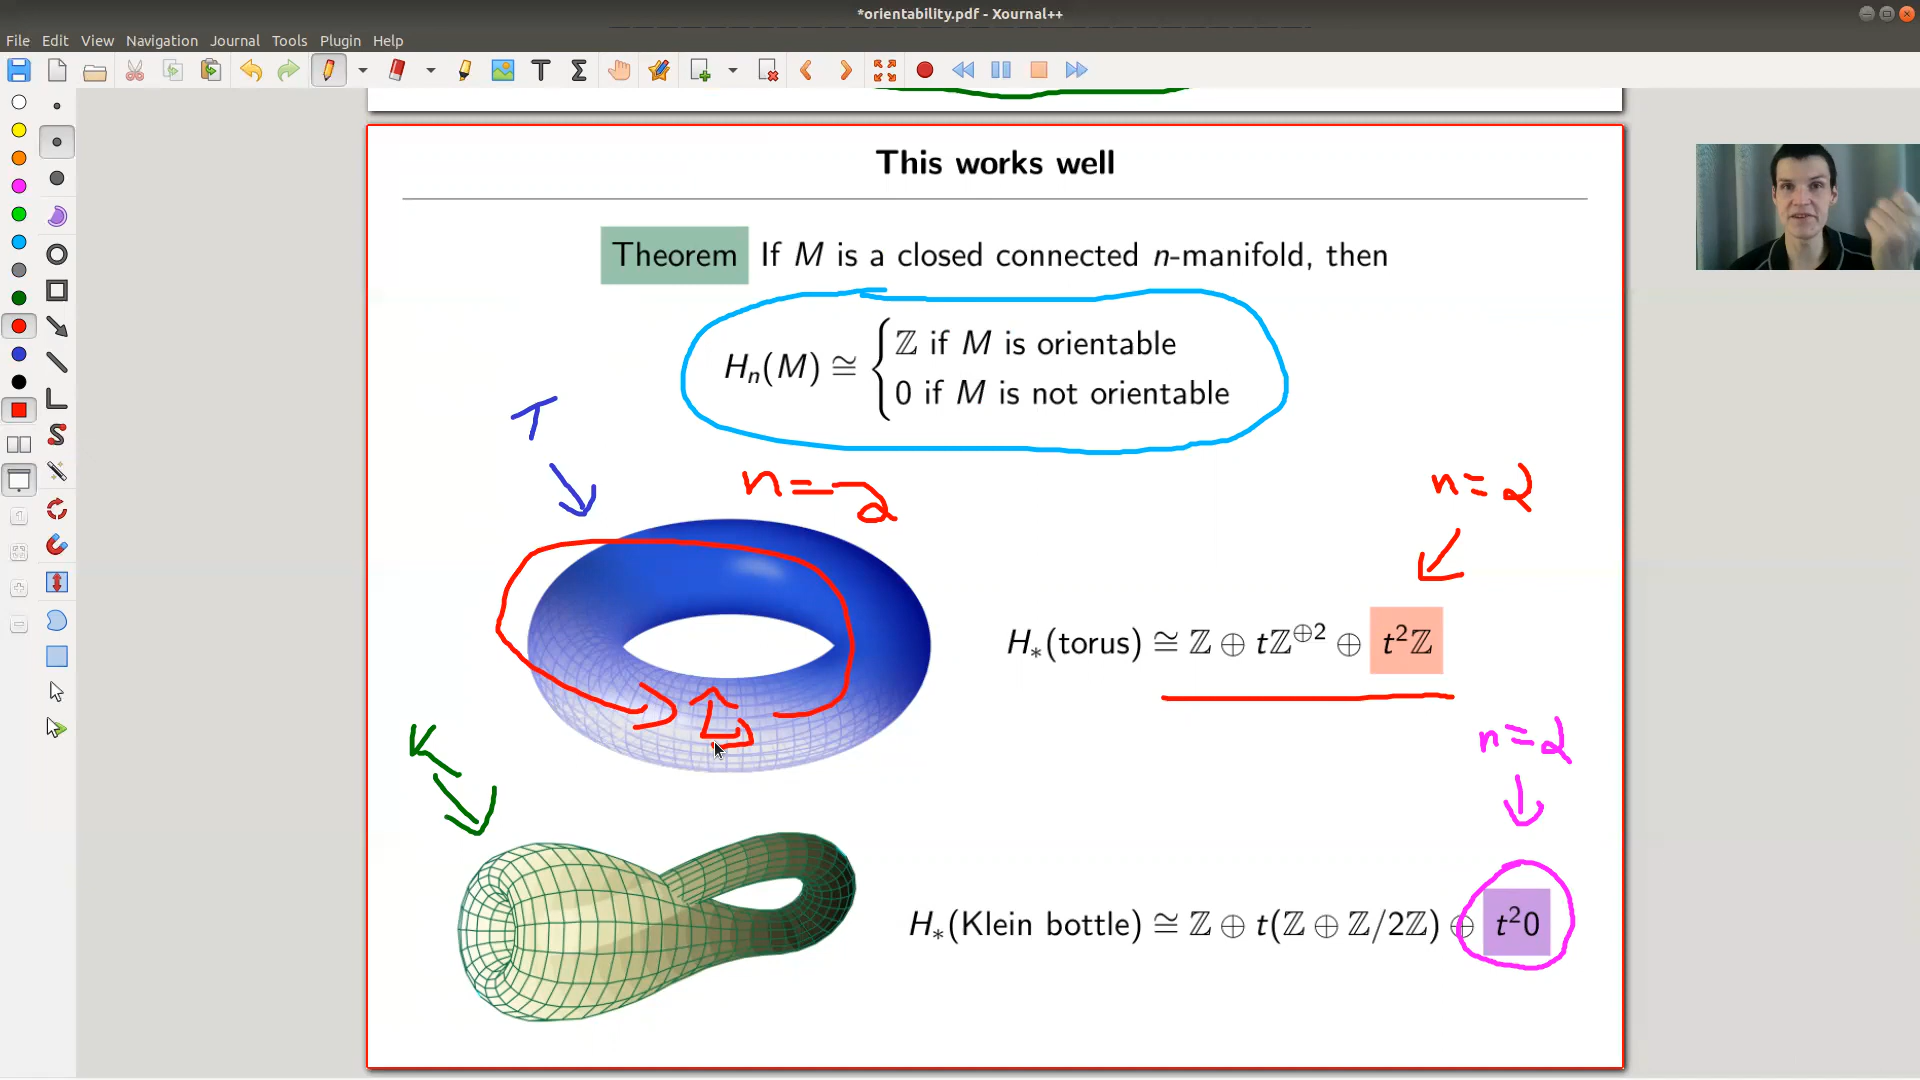 *orientability.pdf - Xournal++
File Edit View Navigation Journal Tools Plugin Help
This works well
Theorem If M is a closed connected n-manifold, then
Hₙ(M) ≅ { ℤ if M is orientable
0 if M is not orientable
T
n = 2
n = 2
H∗(torus) ≅ ℤ ⊕ tℤ^⊕2 ⊕ t²ℤ
K
n = 2
H∗(Klein bottle) ≅ ℤ ⊕ t(ℤ ⊕ ℤ/2ℤ) ⊕ t²0